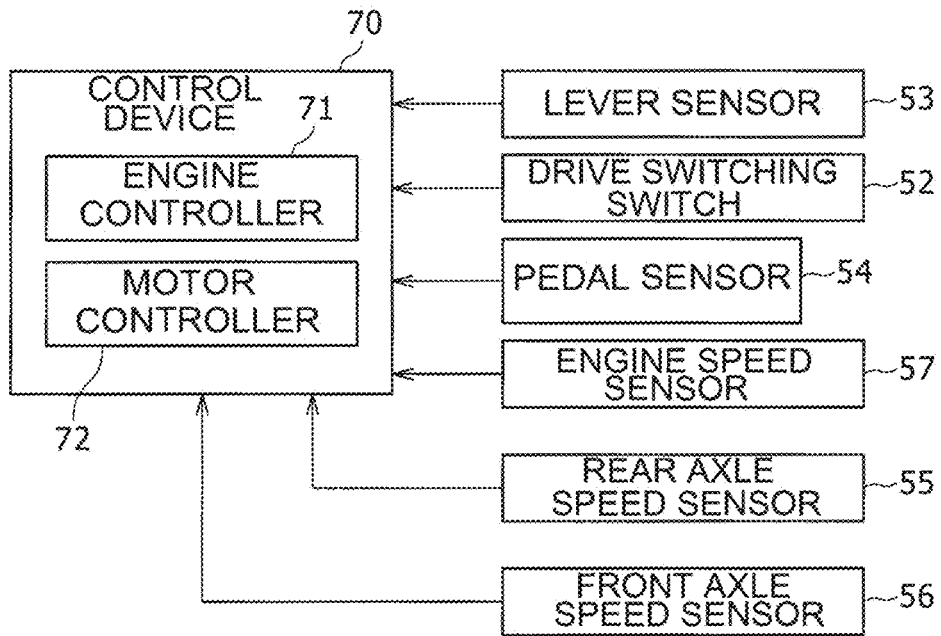 70
CONTROL
DEVICE
71
ENGINE
CONTROLLER
MOTOR
CONTROLLER
72
LEVER SENSOR
53
DRIVE SWITCHING
SWITCH
52
PEDAL SENSOR
54
ENGINE SPEED
SENSOR
57
REAR AXLE
SPEED SENSOR
55
FRONT AXLE
SPEED SENSOR
56